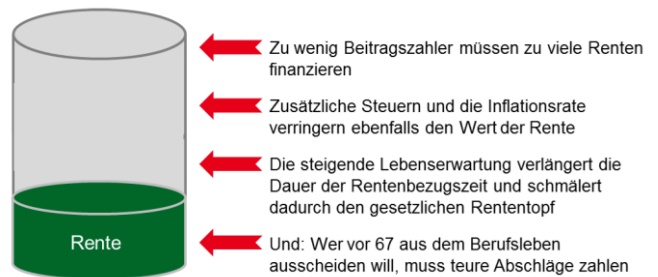 Zu wenig Beitragszahler müssen zu viele Renten
finanzieren
Zusätzliche Steuern und die Inflationsrate
verringern ebenfalls den Wert der Rente
Die steigende Lebenserwartung verlängert die
Dauer der Rentenbezugszeit und schmälert
dadurch den gesetzlichen Rententopf
Rente
Und: Wer vor 67 aus dem Berufsleben
ausscheiden will, muss teure Abschläge zahlen